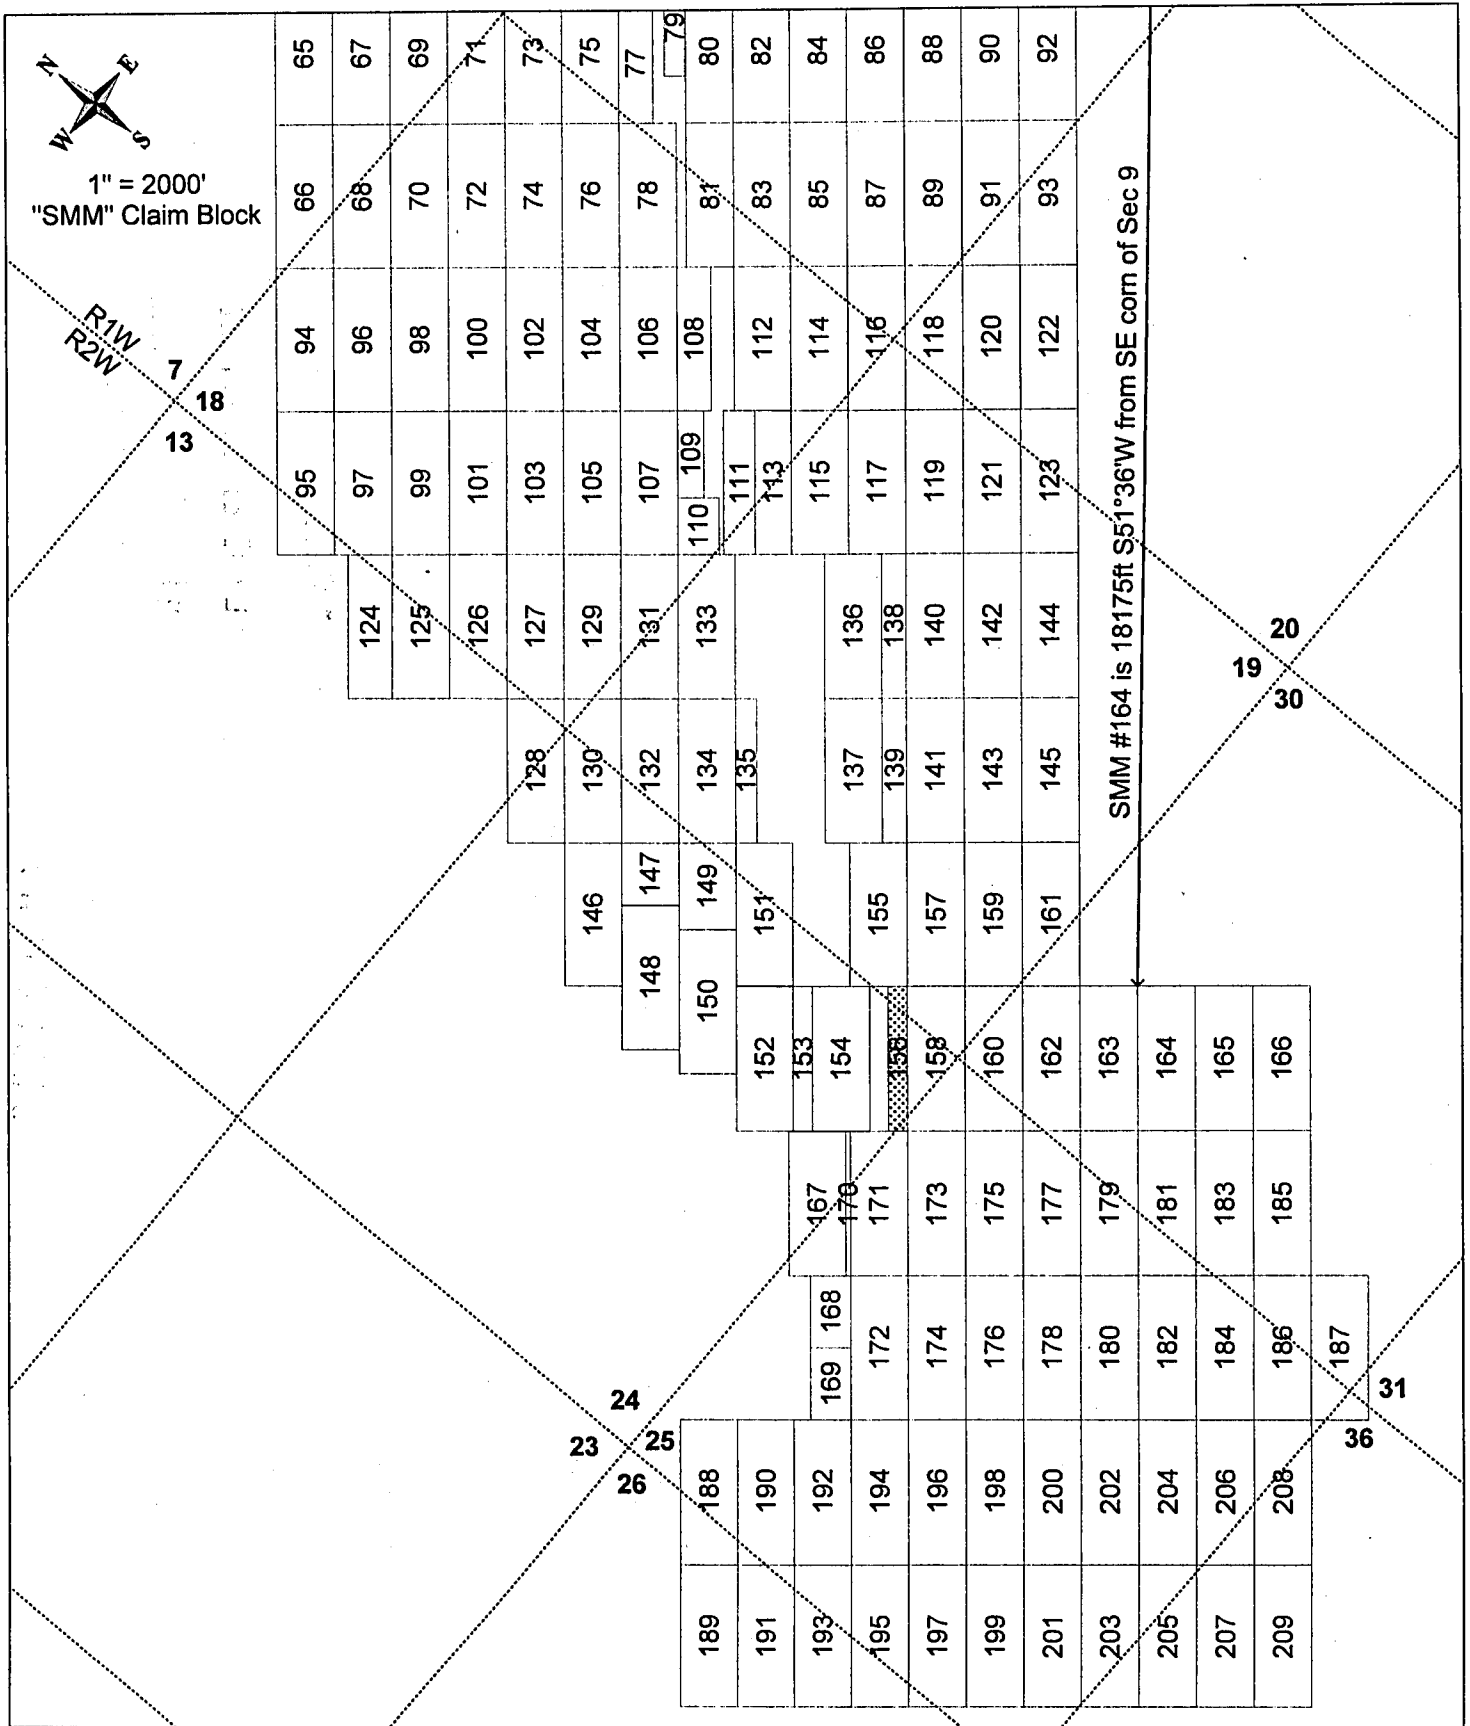 N E
W S
1" = 2000'
"SMM" Claim Block
65 67 69 71 73 75 77 79 80 82 84 86 88 90 92
66 68 70 72 74 76 78 81 83 85 87 89 91 93
R1W
R2W
7
18
13
94 96 98 100 102 104 106 108 112 114 116 118 120 122
95 97 99 101 103 105 107 109 110 111 113 115 117 119 121 123
124 125 126 127 129 131 133 136 138 140 142 144
SMM #164 is 18175ft S51°36'W from SE corn of Sec 9
20
19
30
128 130 132 134 135 137 139 141 143 145
146 147 149 151 155 157 159 161
148 150 152 153 154 156 158 160 162 163 164 165 166
167 170 171 173 175 177 179 181 183 185
168 169 172 174 176 178 180 182 184 186 187
24
23
25
26
31
36
188 190 192 194 196 198 200 202 204 206 208
189 191 193 195 197 199 201 203 205 207 209